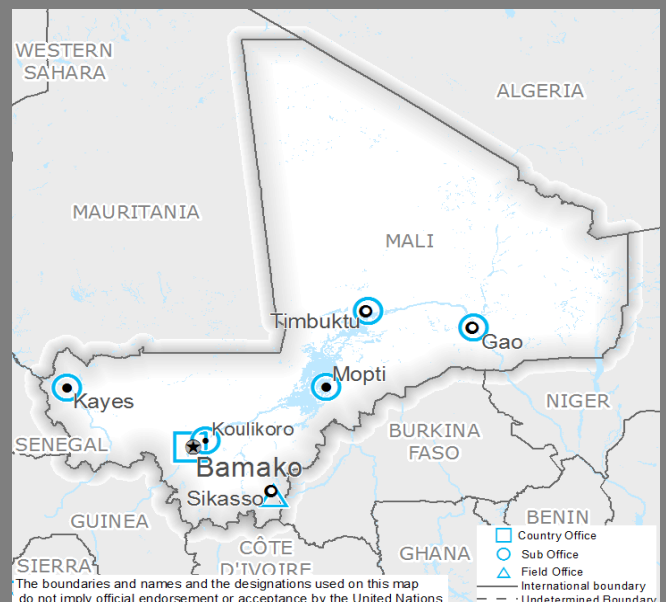 WESTERN
SAHARA
ALGERIA
MAURITANIA
MALI
Timbuktu
Gao
Mopti
Kayes
NIGER
Koulikoro
BURKINA
FASO
SENEGAL
Bamako
Sikasso
GUINEA
BENIN
Country Office
CÔTE
D'IVOIRE
GHANA
Sub Office
SIERRA
Field Office
The boundaries and names and the designations used on this map
do not imply official endorsement or acceptance by the United Nations
International boundary
Undetermined Boundary